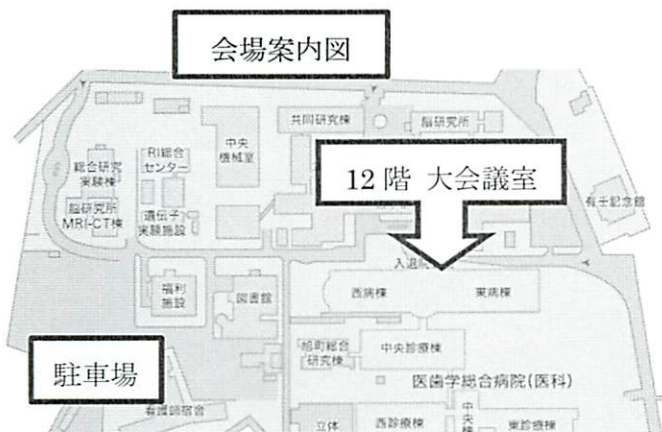 会場案内図
共同研究棟
脳研究所
中央
機械室
RI総合
センター
総合研究
実験棟
12階 大会議室
脳研究所
MRI-CT棟
遺伝子
実験施設
有壬記念館
入退院
西病棟
東病棟
福利
施設
図書館
旭町総合
研究棟
中央診療棟
駐車場
医歯学総合病院(医科)
看護師宿舎
立体
西診療棟
中
央
東診療棟